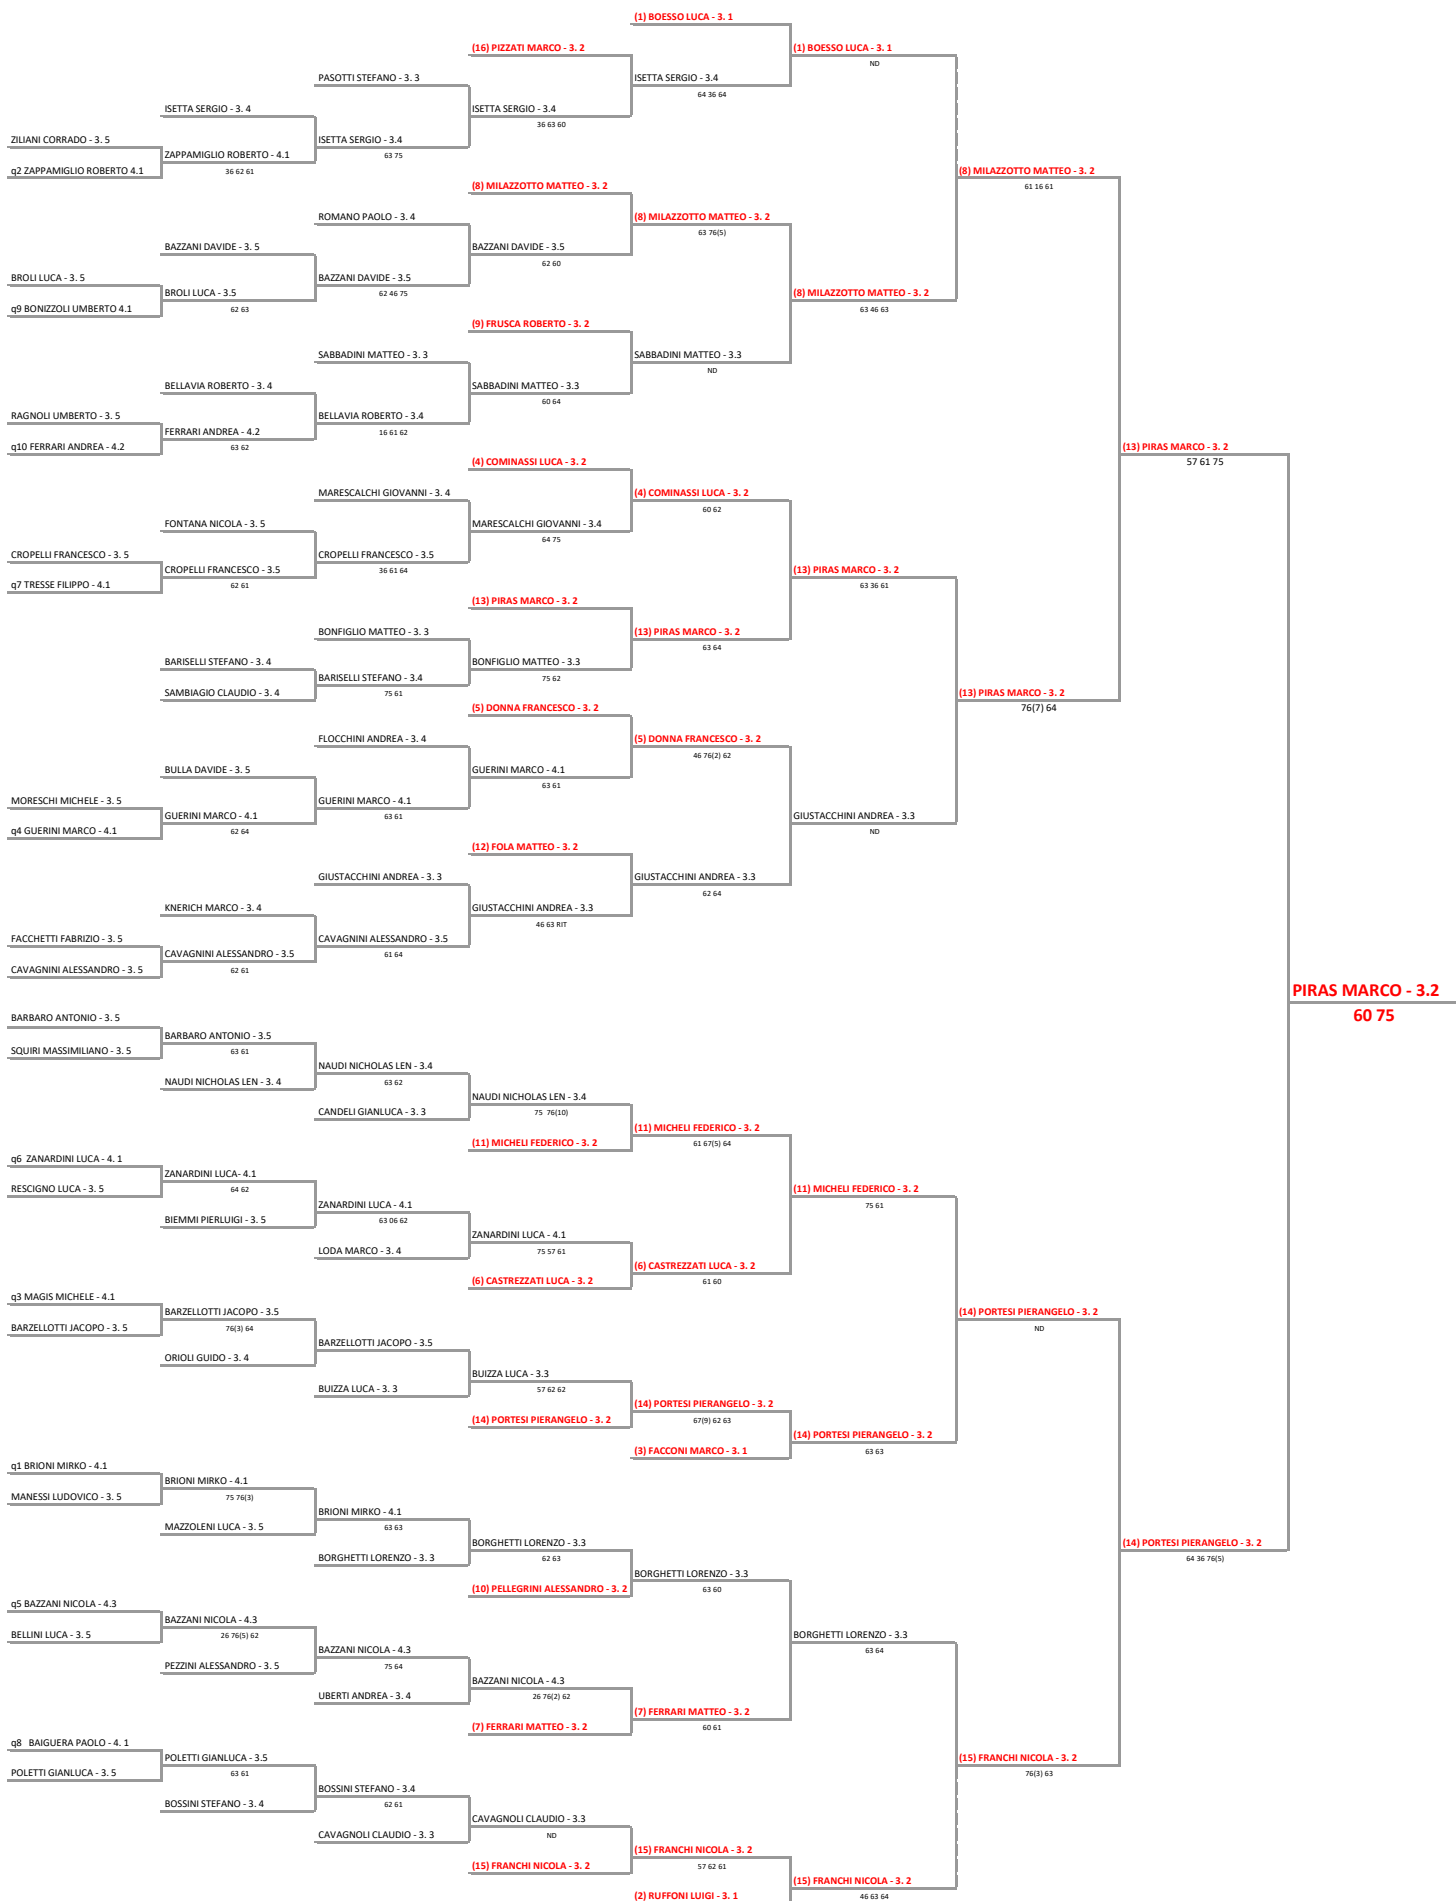 (1) BOESSO LUCA - 3. 1
(16) PIZZATI MARCO - 3. 2
(1) BOESSO LUCA - 3. 1
ND
PASOTTI STEFANO - 3. 3
ISETTA SERGIO - 3.4
64 36 64
ISETTA SERGIO - 3. 4
ISETTA SERGIO - 3.4
36 63 60
ZILIANI CORRADO - 3. 5
ISETTA SERGIO - 3.4
63 75
ZAPPAMIGLIO ROBERTO - 4.1
36 62 61
q2 ZAPPAMIGLIO ROBERTO 4.1
(8) MILAZZOTTO MATTEO - 3. 2
61 16 61
(8) MILAZZOTTO MATTEO - 3. 2
ROMANO PAOLO - 3. 4
(8) MILAZZOTTO MATTEO - 3. 2
63 76(5)
BAZZANI DAVIDE - 3. 5
BAZZANI DAVIDE - 3.5
62 60
BROLI LUCA - 3. 5
BAZZANI DAVIDE - 3.5
62 46 75
BROLI LUCA - 3.5
62 63
(8) MILAZZOTTO MATTEO - 3. 2
63 46 63
q9 BONIZZOLI UMBERTO 4.1
(9) FRUSCA ROBERTO - 3. 2
SABBADINI MATTEO - 3. 3
SABBADINI MATTEO - 3.3
ND
BELLAVIA ROBERTO - 3. 4
SABBADINI MATTEO - 3.3
60 64
RAGNOLI UMBERTO - 3. 5
BELLAVIA ROBERTO - 3.4
16 61 62
FERRARI ANDREA - 4.2
63 62
q10 FERRARI ANDREA - 4.2
(13) PIRAS MARCO - 3. 2
57 61 75
(4) COMINASSI LUCA - 3. 2
MARESCALCHI GIOVANNI - 3. 4
(4) COMINASSI LUCA - 3. 2
60 62
FONTANA NICOLA - 3. 5
MARESCALCHI GIOVANNI - 3.4
64 75
CROPELLI FRANCESCO - 3. 5
CROPELLI FRANCESCO - 3.5
36 61 64
CROPELLI FRANCESCO - 3.5
62 61
(13) PIRAS MARCO - 3. 2
63 36 61
q7 TRESSE FILIPPO - 4.1
(13) PIRAS MARCO - 3. 2
BONFIGLIO MATTEO - 3. 3
(13) PIRAS MARCO - 3. 2
63 64
BARISELLI STEFANO - 3. 4
BONFIGLIO MATTEO - 3.3
75 62
BARISELLI STEFANO - 3.4
75 61
SAMBIAGIO CLAUDIO - 3. 4
(13) PIRAS MARCO - 3. 2
76(7) 64
(5) DONNA FRANCESCO - 3. 2
FLOCCHINI ANDREA - 3. 4
(5) DONNA FRANCESCO - 3. 2
46 76(2) 62
BULLA DAVIDE - 3. 5
GUERINI MARCO - 4.1
63 61
MORESCHI MICHELE - 3. 5
GUERINI MARCO - 4.1
63 61
GUERINI MARCO - 4.1
62 64
GIUSTACCHINI ANDREA - 3.3
ND
q4 GUERINI MARCO - 4.1
(12) FOLA MATTEO - 3. 2
GIUSTACCHINI ANDREA - 3. 3
GIUSTACCHINI ANDREA - 3.3
62 64
KNERICH MARCO - 3. 4
GIUSTACCHINI ANDREA - 3.3
46 63 RIT
FACCHETTI FABRIZIO - 3. 5
CAVAGNINI ALESSANDRO - 3.5
61 64
CAVAGNINI ALESSANDRO - 3.5
62 61
CAVAGNINI ALESSANDRO - 3. 5
PIRAS MARCO - 3.2
60 75
BARBARO ANTONIO - 3. 5
BARBARO ANTONIO - 3.5
63 61
SQUIRI MASSIMILIANO - 3. 5
NAUDI NICHOLAS LEN - 3.4
63 62
NAUDI NICHOLAS LEN - 3. 4
NAUDI NICHOLAS LEN - 3.4
75 76(10)
CANDELI GIANLUCA - 3. 3
(11) MICHELI FEDERICO - 3. 2
61 67(5) 64
(11) MICHELI FEDERICO - 3. 2
q6 ZANARDINI LUCA - 4. 1
ZANARDINI LUCA- 4.1
64 62
RESCIGNO LUCA - 3. 5
(11) MICHELI FEDERICO - 3. 2
75 61
ZANARDINI LUCA - 4.1
63 06 62
BIEMMI PIERLUIGI - 3. 5
ZANARDINI LUCA - 4.1
75 57 61
LODA MARCO - 3. 4
(6) CASTREZZATI LUCA - 3. 2
61 60
(6) CASTREZZATI LUCA - 3. 2
q3 MAGIS MICHELE - 4.1
BARZELLOTTI JACOPO - 3.5
76(3) 64
(14) PORTESI PIERANGELO - 3. 2
ND
BARZELLOTTI JACOPO - 3. 5
BARZELLOTTI JACOPO - 3.5
ORIOLI GUIDO - 3. 4
BUIZZA LUCA - 3.3
57 62 62
BUIZZA LUCA - 3. 3
(14) PORTESI PIERANGELO - 3. 2
67(9) 62 63
(14) PORTESI PIERANGELO - 3. 2
(14) PORTESI PIERANGELO - 3. 2
63 63
(3) FACCONI MARCO - 3. 1
q1 BRIONI MIRKO - 4.1
BRIONI MIRKO - 4.1
75 76(3)
MANESSI LUDOVICO - 3. 5
BRIONI MIRKO - 4.1
63 63
MAZZOLENI LUCA - 3. 5
BORGHETTI LORENZO - 3.3
62 63
(14) PORTESI PIERANGELO - 3. 2
64 36 76(5)
BORGHETTI LORENZO - 3. 3
BORGHETTI LORENZO - 3.3
63 60
(10) PELLEGRINI ALESSANDRO - 3. 2
q5 BAZZANI NICOLA - 4.3
BAZZANI NICOLA - 4.3
26 76(5) 62
BELLINI LUCA - 3. 5
BORGHETTI LORENZO - 3.3
63 64
BAZZANI NICOLA - 4.3
75 64
PEZZINI ALESSANDRO - 3. 5
BAZZANI NICOLA - 4.3
26 76(2) 62
UBERTI ANDREA - 3. 4
(7) FERRARI MATTEO - 3. 2
60 61
(7) FERRARI MATTEO - 3. 2
q8 BAIGUERA PAOLO - 4. 1
POLETTI GIANLUCA - 3.5
63 61
(15) FRANCHI NICOLA - 3. 2
76(3) 63
POLETTI GIANLUCA - 3. 5
BOSSINI STEFANO - 3.4
62 61
BOSSINI STEFANO - 3. 4
CAVAGNOLI CLAUDIO - 3.3
ND
CAVAGNOLI CLAUDIO - 3. 3
(15) FRANCHI NICOLA - 3. 2
57 62 61
(15) FRANCHI NICOLA - 3. 2
(15) FRANCHI NICOLA - 3. 2
46 63 64
(2) RUFFONI LUIGI - 3. 1